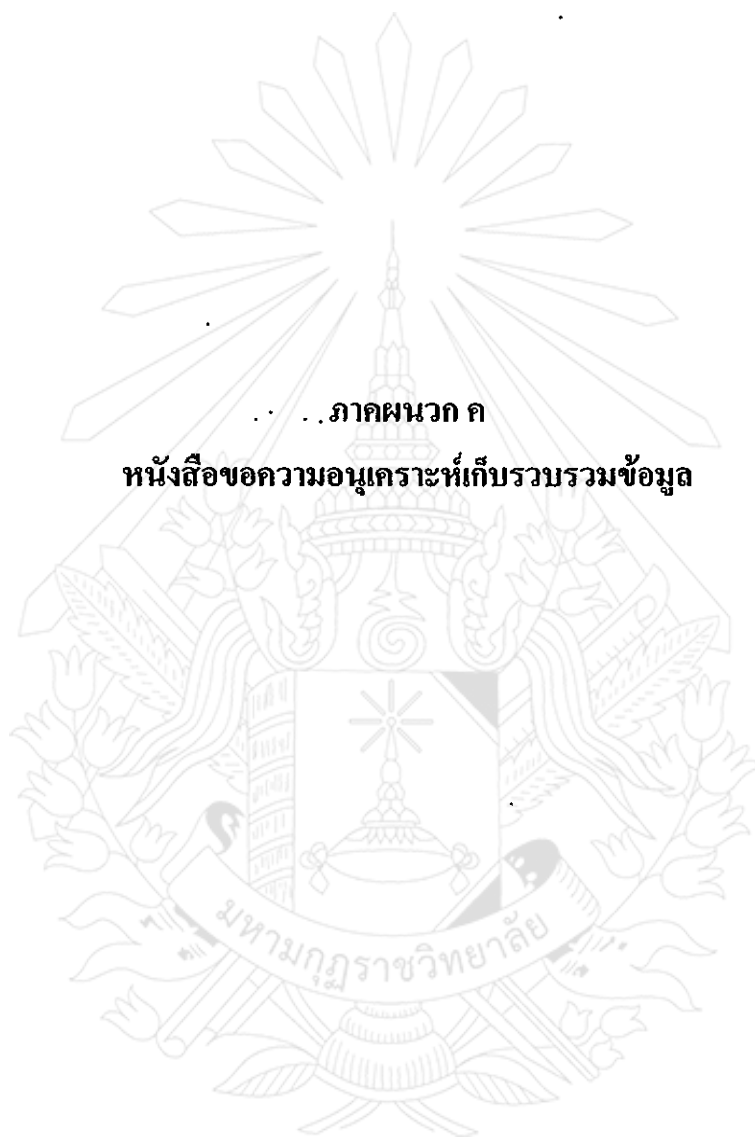 ภาคผนวก ค
หนังสือขอความอนุเคราะห์เก็บรวบรวมข้อมูล
มหามกุฏราชวิทยาลัย